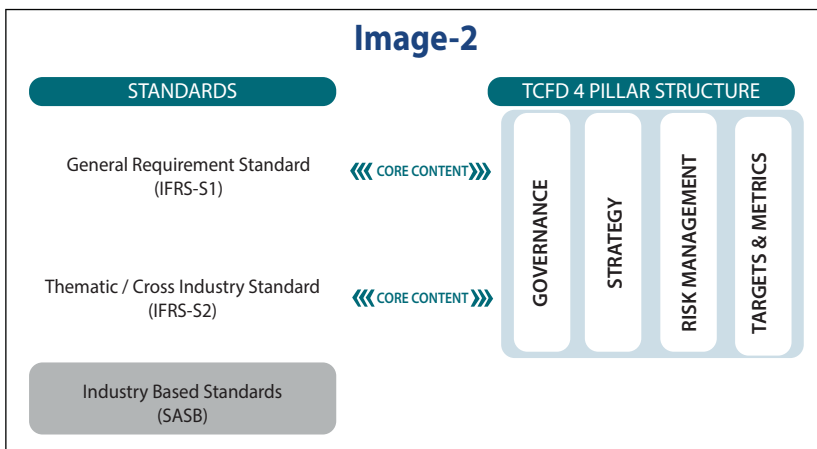 Image-2
STANDARDS
TCFD 4 PILLAR STRUCTURE
General Requirement Standard
(IFRS-S1)
CORE CONTENT
Thematic / Cross Industry Standard
(IFRS-S2)
CORE CONTENT
Industry Based Standards
(SASB)
GOVERNANCE
STRATEGY
RISK MANAGEMENT
TARGETS & METRICS